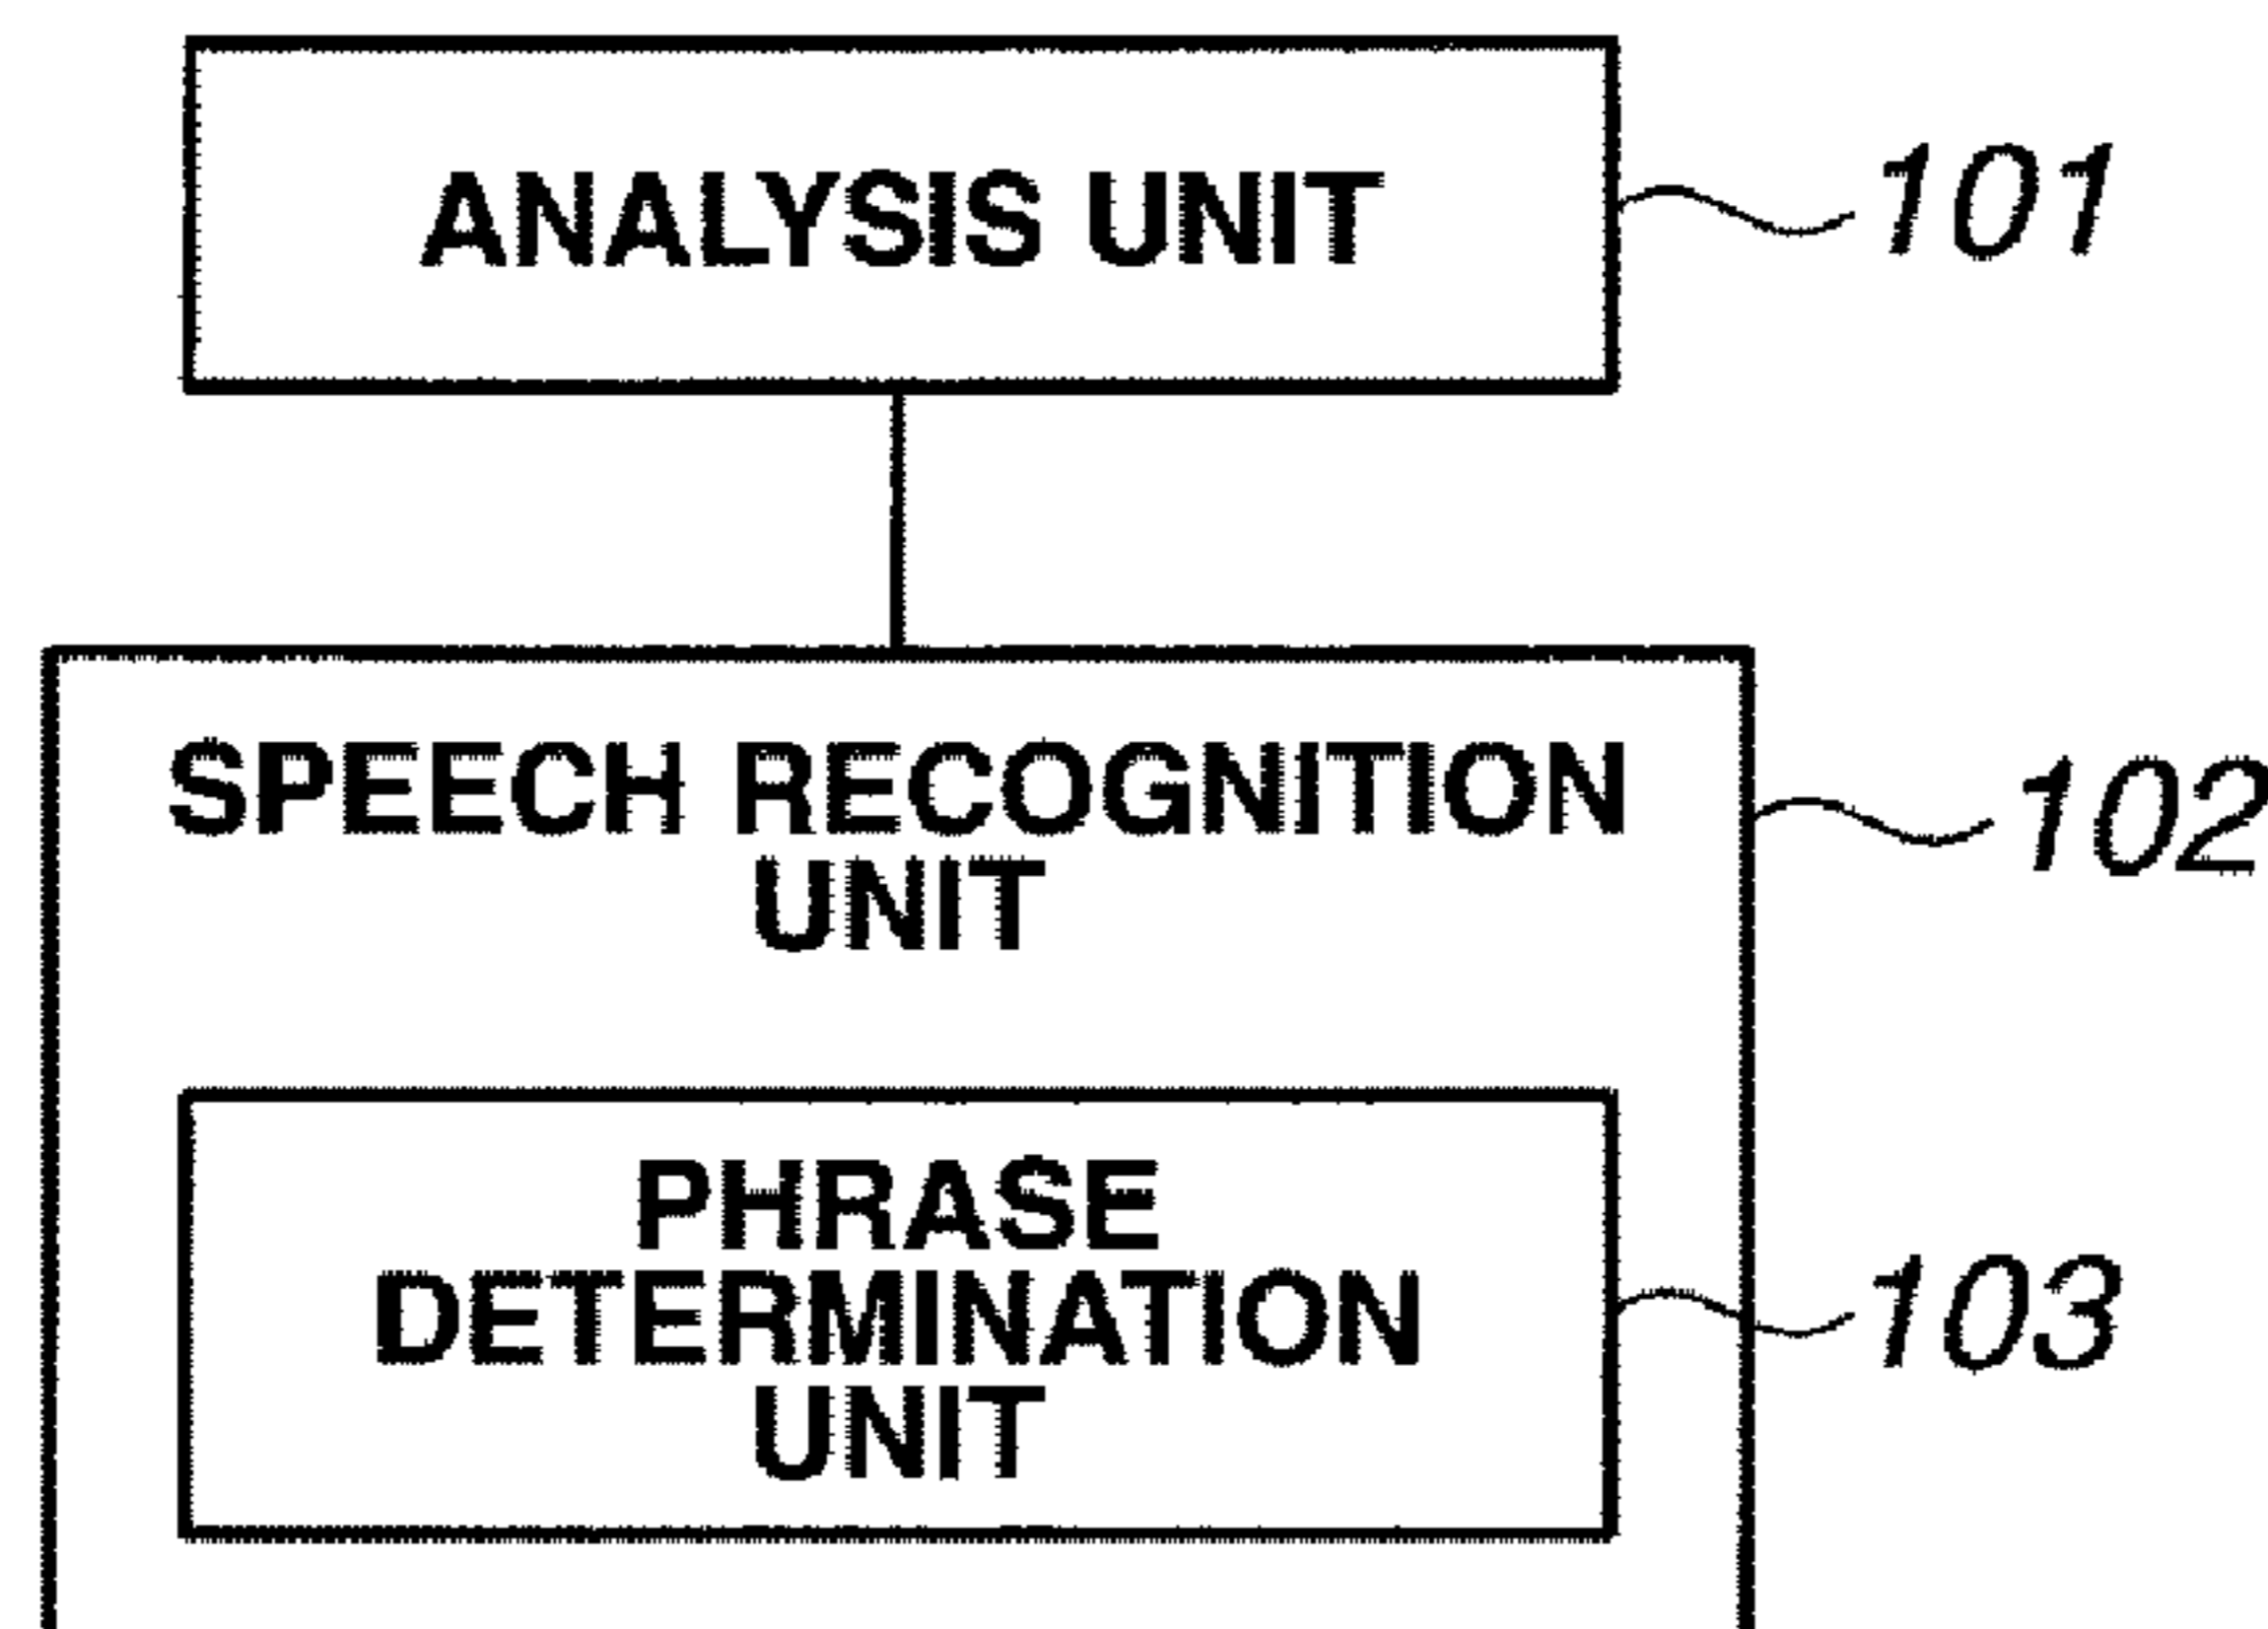 ANALYSIS UNIT
101
SPEECH RECOGNITION
UNIT
102
PHRASE
DETERMINATION
UNIT
103